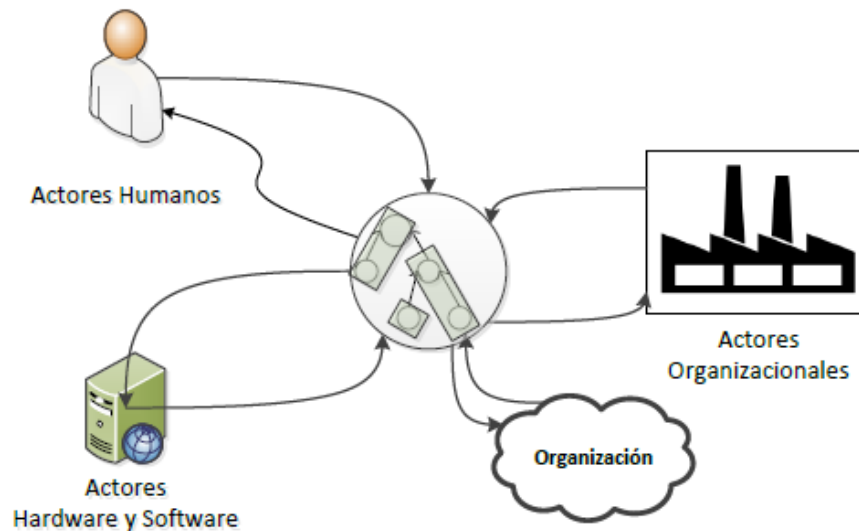 Actores Humanos
Actores
Organizacionales
Organización
Actores
Hardware y Software